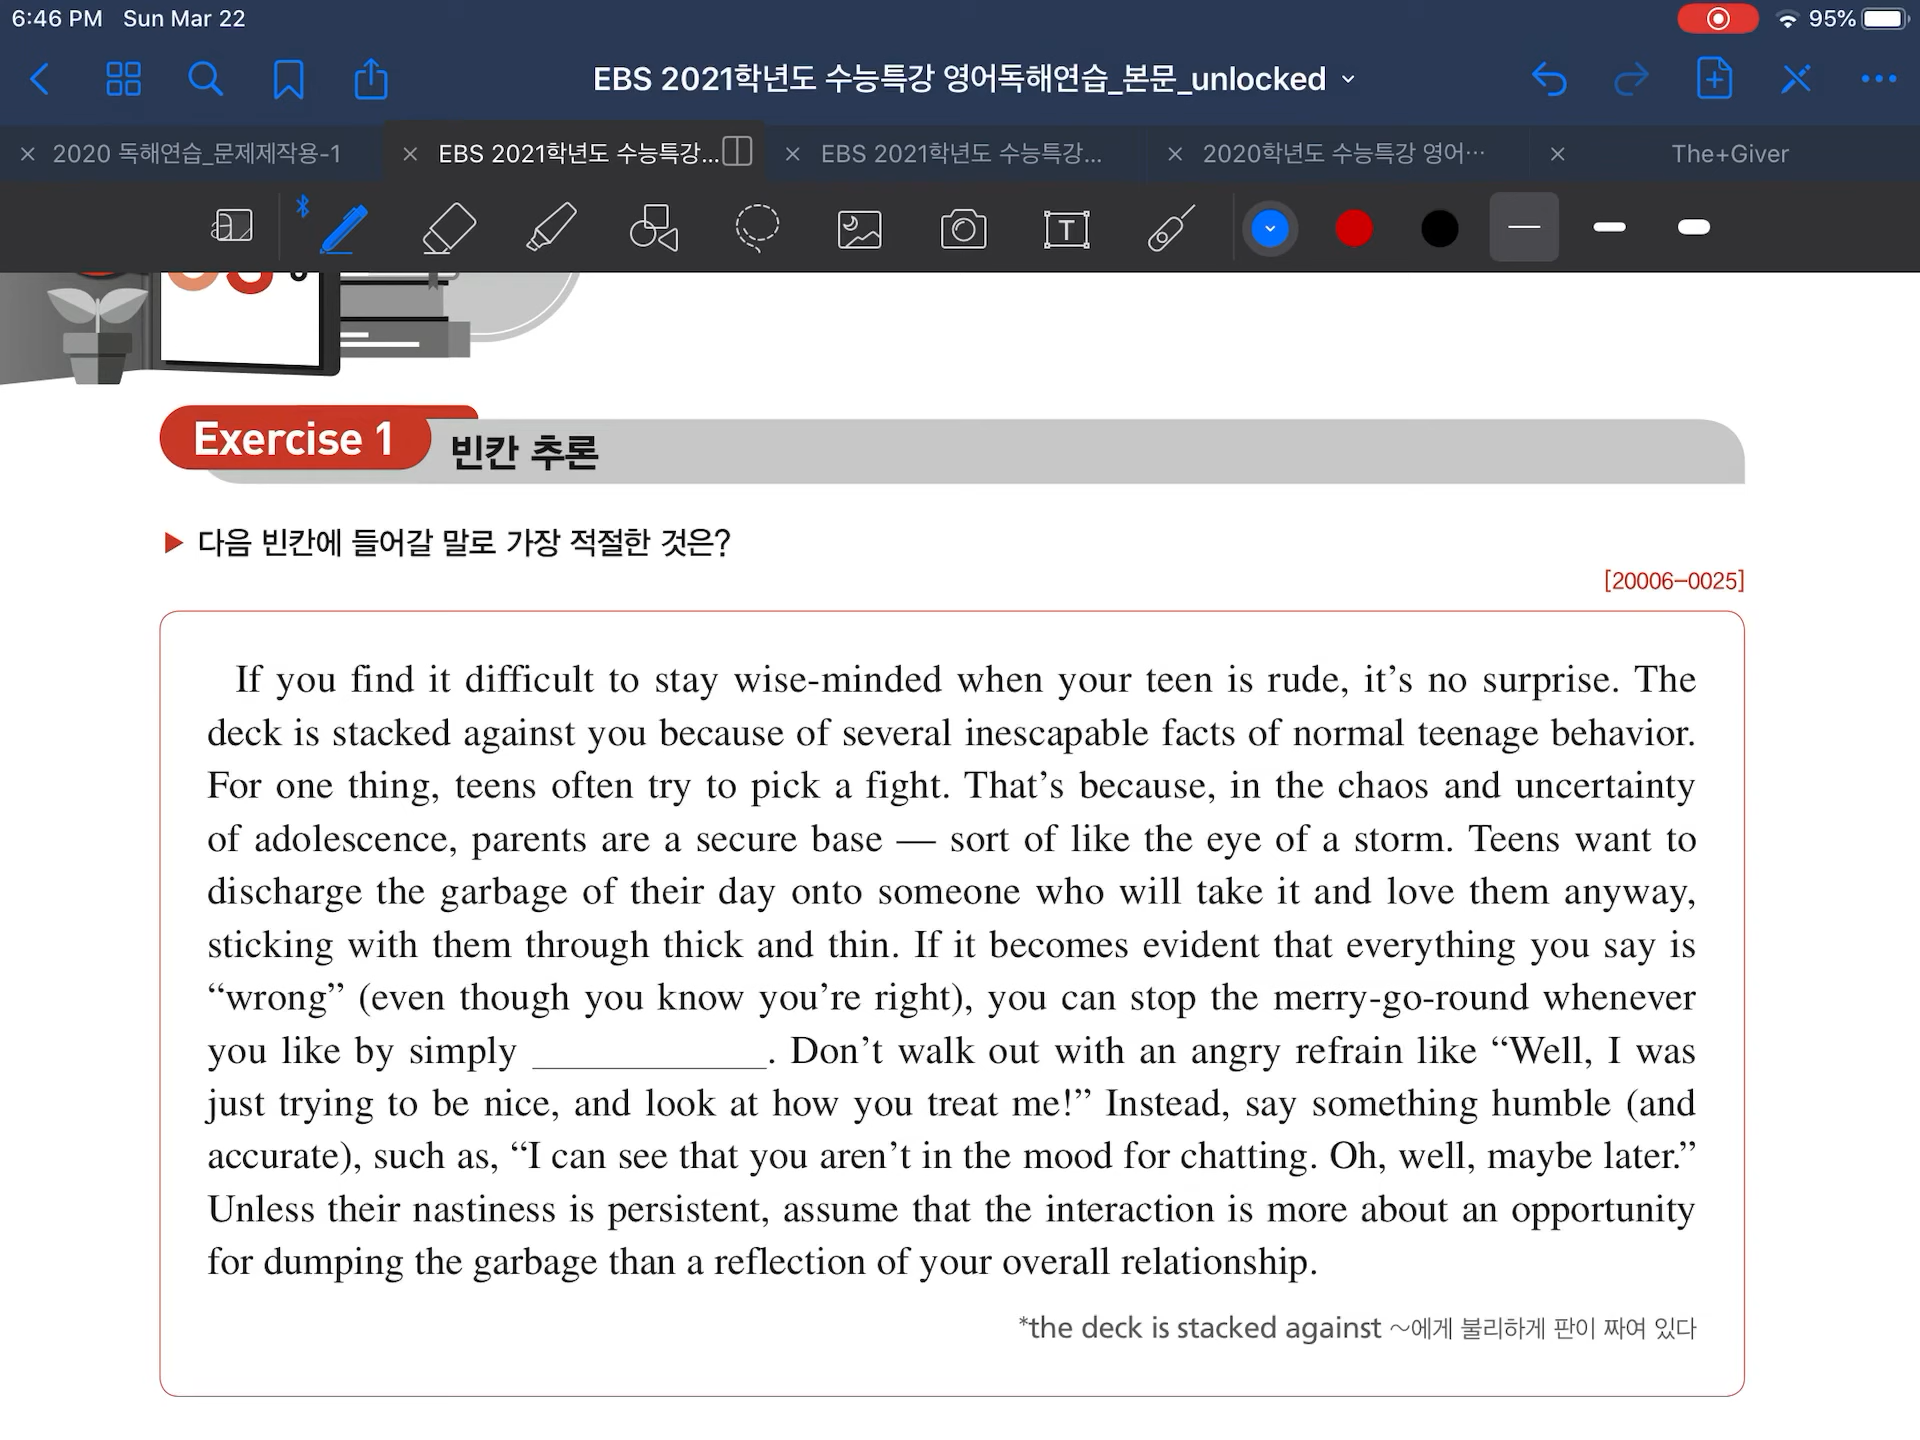 6:46 PM Sun Mar 22
95%
EBS 2021학년도 수능특강 영어독해연습_본문_unlocked
2020 독해연습_문제제작용-1
EBS 2021학년도 수능특강...
EBS 2021학년도 수능특강...
2020학년도 수능특강 영어...
The+Giver
Exercise 1 빈칸 추론
▶ 다음 빈칸에 들어갈 말로 가장 적절한 것은?
[20006-0025]
If you find it difficult to stay wise-minded when your teen is rude, it's no surprise. The
deck is stacked against you because of several inescapable facts of normal teenage behavior.
For one thing, teens often try to pick a fight. That's because, in the chaos and uncertainty
of adolescence, parents are a secure base — sort of like the eye of a storm. Teens want to
discharge the garbage of their day onto someone who will take it and love them anyway,
sticking with them through thick and thin. If it becomes evident that everything you say is
“wrong” (even though you know you're right), you can stop the merry-go-round whenever
you like by simply ____________. Don't walk out with an angry refrain like “Well, I was
just trying to be nice, and look at how you treat me!” Instead, say something humble (and
accurate), such as, “I can see that you aren't in the mood for chatting. Oh, well, maybe later.”
Unless their nastiness is persistent, assume that the interaction is more about an opportunity
for dumping the garbage than a reflection of your overall relationship.
*the deck is stacked against ~에게 불리하게 판이 짜여 있다